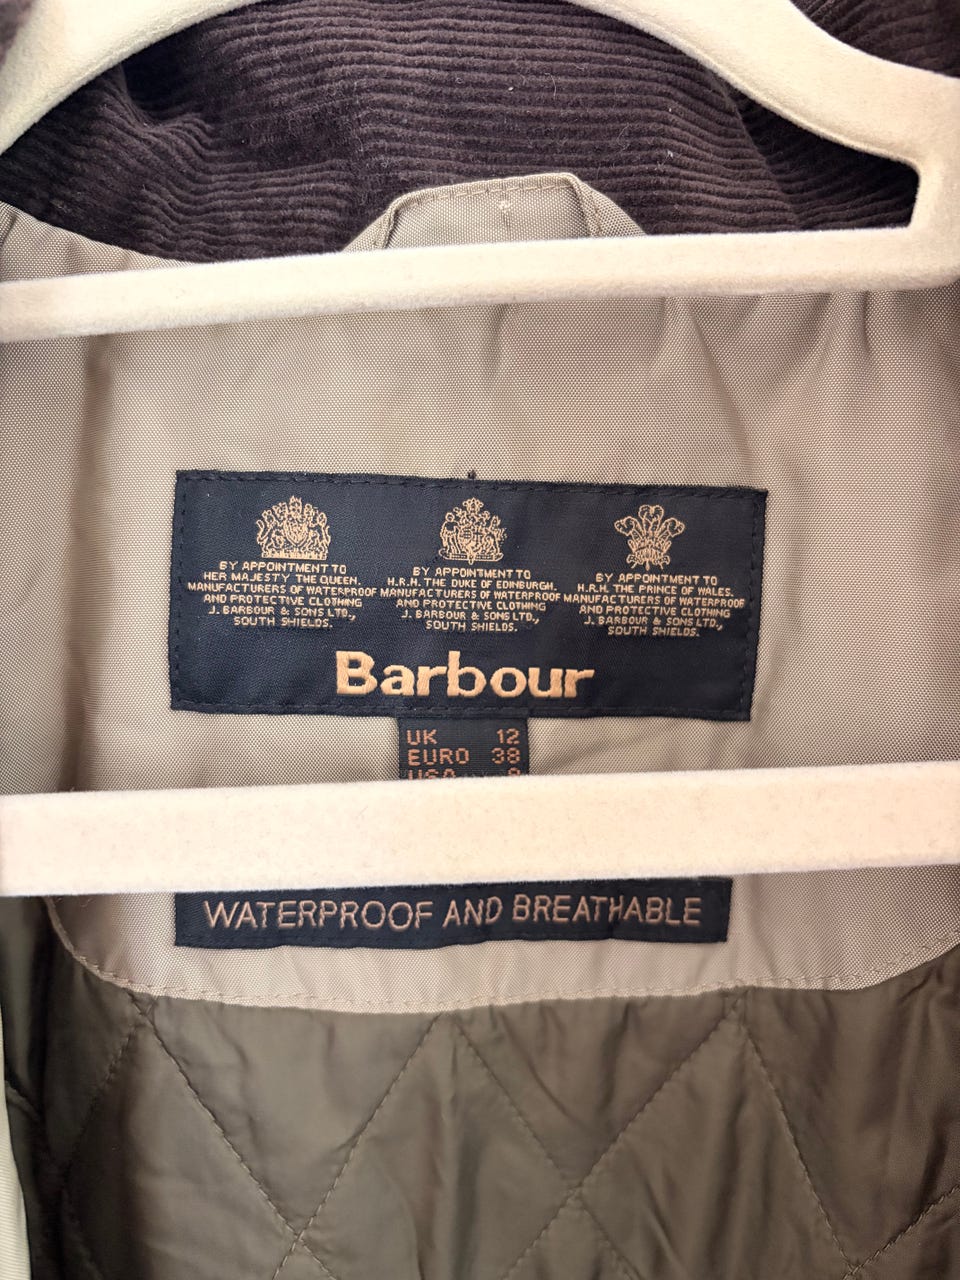 BY APPOINTMENT TO
HER MAJESTY THE QUEEN.
MANUFACTURERS OF WATERPROOF
AND PROTECTIVE CLOTHING
J. BARBOUR & SONS LTD.,
SOUTH SHIELDS.
BY APPOINTMENT TO
H.R.H. THE DUKE OF EDINBURGH.
MANUFACTURERS OF WATERPROOF
AND PROTECTIVE CLOTHING
J. BARBOUR & SONS LTD.,
SOUTH SHIELDS.
BY APPOINTMENT TO
H.R.H. THE PRINCE OF WALES.
MANUFACTURERS OF WATERPROOF
AND PROTECTIVE CLOTHING
J. BARBOUR & SONS LTD.,
SOUTH SHIELDS.
Barbour
UK 12
EURO 38
USA 8
WATERPROOF AND BREATHABLE